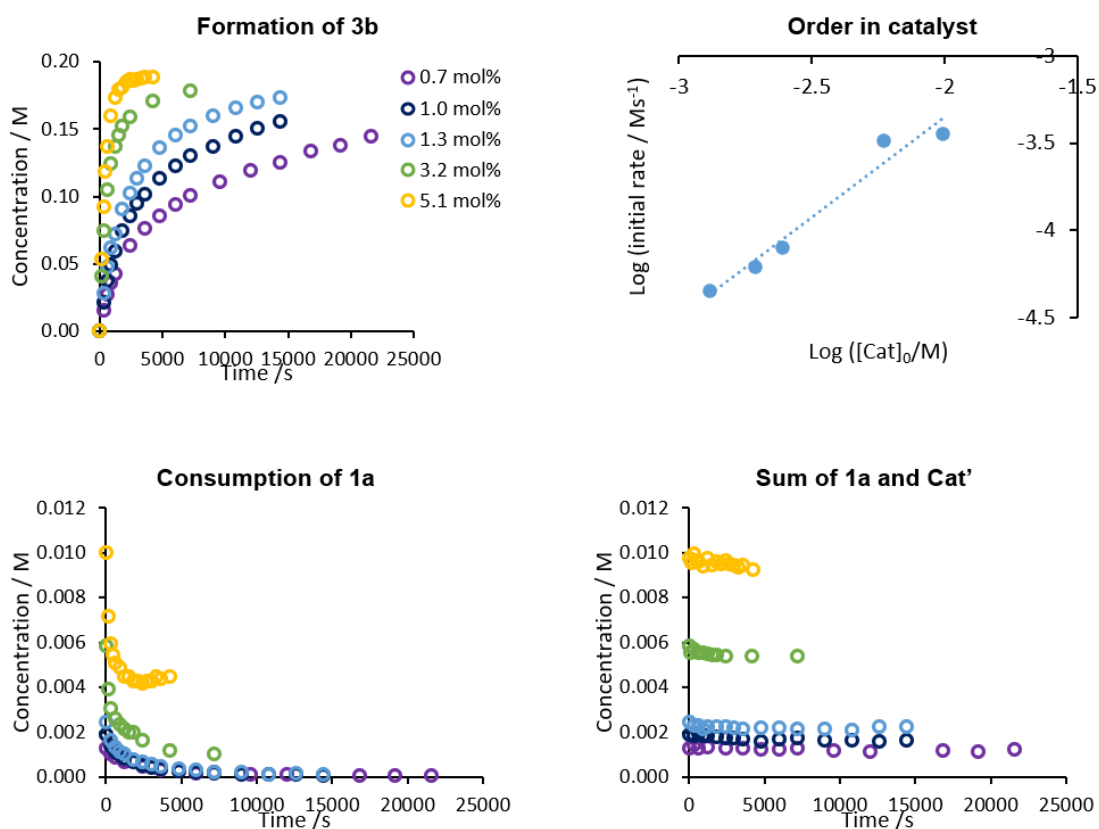 Formation of 3b
Concentration / M
0.20
0.15
0.10
0.05
0.00
0 5000 10000 15000 20000 25000
Time /s
0.7 mol%
1.0 mol%
1.3 mol%
3.2 mol%
5.1 mol%
Order in catalyst
-3 -2.5 -2 -1.5
-3
-3.5
-4
-4.5
Log (initial rate / Ms⁻¹)
Log ([Cat]₀/M)
Consumption of 1a
Concentration / M
0.012
0.010
0.008
0.006
0.004
0.002
0.000
0 5000 10000 15000 20000 25000
Time /s
Sum of 1a and Cat’
Concentration / M
0.012
0.010
0.008
0.006
0.004
0.002
0.000
0 5000 10000 15000 20000 25000
Time /s